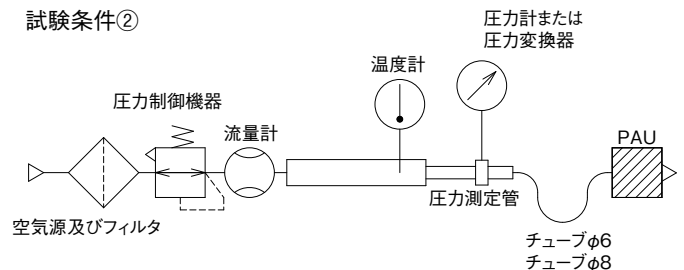 試験条件②
圧力計または
圧力変換器
温度計
圧力制御機器
流量計
PAU
圧力測定管
空気源及びフィルタ
チューブφ6
チューブφ8